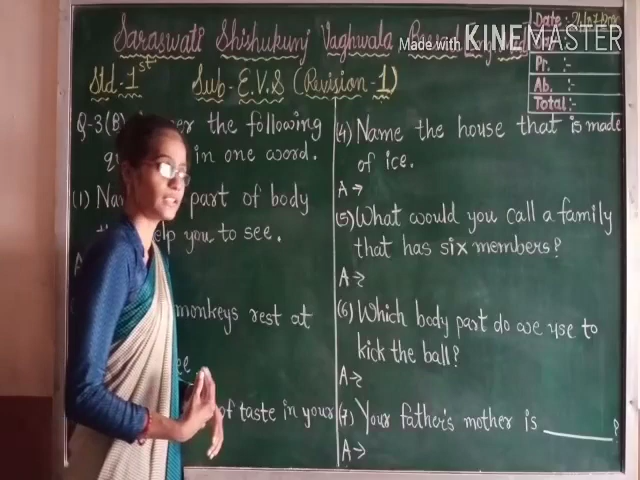 Saraswati Shishukunj Vaghwala
Made with KINEMASTER
Date:
Pr. :-
Ab. :-
Total:-
Std:-1st Sub-E.V.S (Revision-1)
Q-3(B) the following
in one word.
(1) part of body
help you to see.
monkeys rest at
of taste in your
(4) Name the house that is made
of ice.
A→
(5) What would you call a family
that has six members?
A→
(6) Which body part do we use to
kick the ball?
A→
(7) Your father's mother is ______?
A→